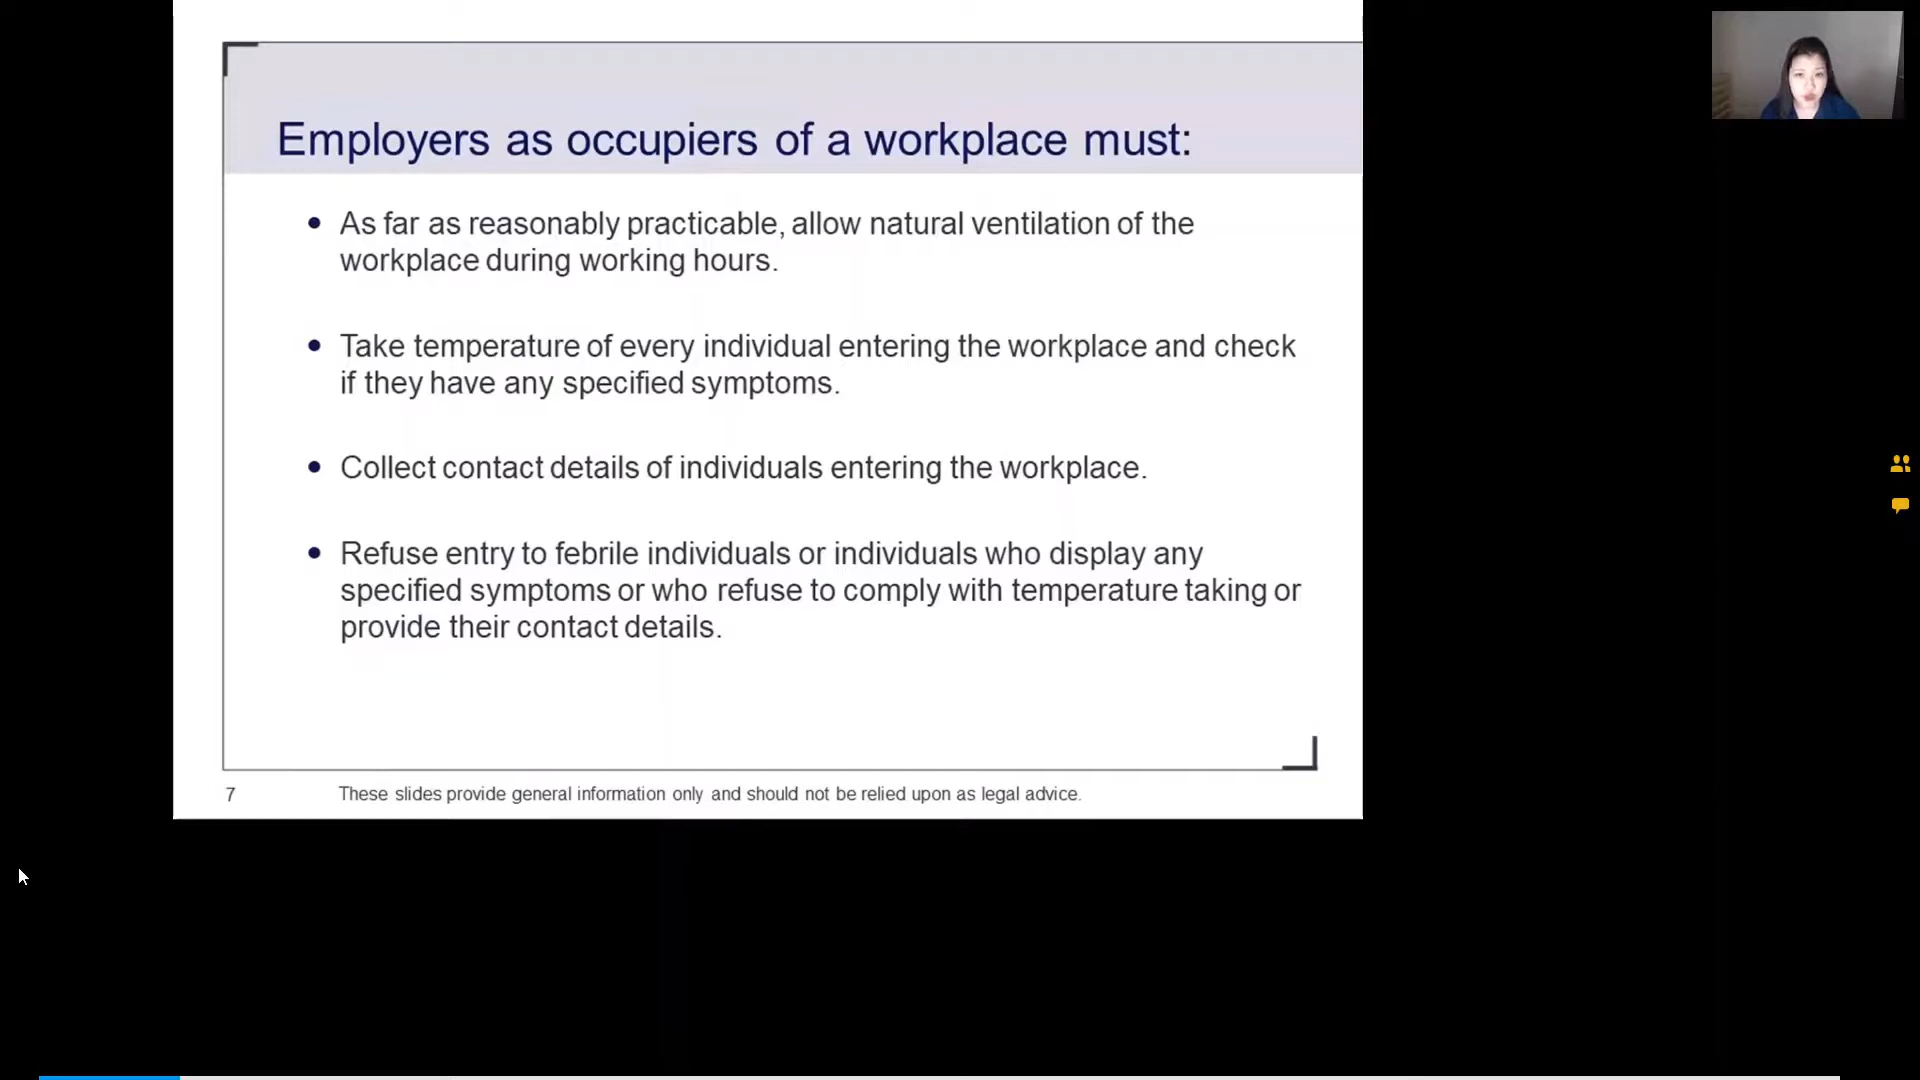 Employers as occupiers of a workplace must:
• As far as reasonably practicable, allow natural ventilation of the
workplace during working hours.
• Take temperature of every individual entering the workplace and check
if they have any specified symptoms.
• Collect contact details of individuals entering the workplace.
• Refuse entry to febrile individuals or individuals who display any
specified symptoms or who refuse to comply with temperature taking or
provide their contact details.
7 These slides provide general information only and should not be relied upon as legal advice.